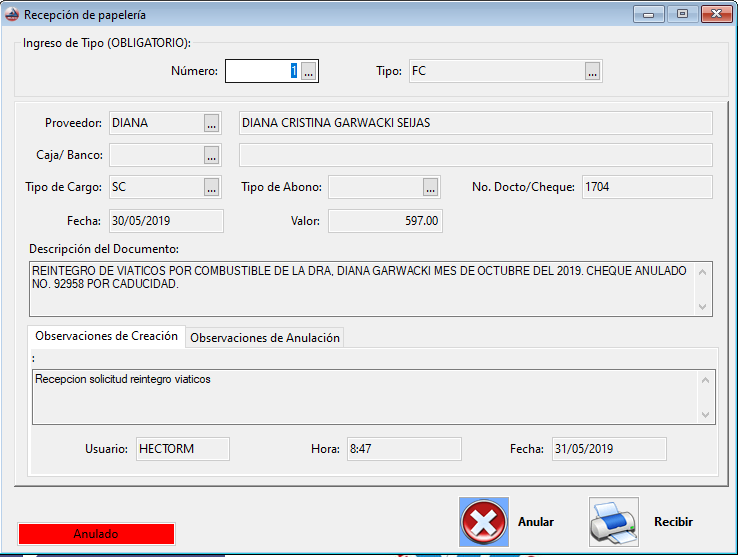 Recepción de papelería
Ingreso de Tipo (OBLIGATORIO):
Número: 1 ... Tipo: FC ...
Proveedor: DIANA ... DIANA CRISTINA GARWACKI SEIJAS
Caja/ Banco: ...
Tipo de Cargo: SC ... Tipo de Abono: ... No. Docto/Cheque: 1704
Fecha: 30/05/2019 Valor: 597.00
Descripción del Documento:
REINTEGRO DE VIATICOS POR COMBUSTIBLE DE LA DRA, DIANA GARWACKI MES DE OCTUBRE DEL 2019. CHEQUE ANULADO
NO. 92958 POR CADUCIDAD.
Observaciones de Creación Observaciones de Anulación
:
Recepcion solicitud reintegro viaticos
Usuario: HECTORM Hora: 8:47 Fecha: 31/05/2019
Anular Recibir
Anulado